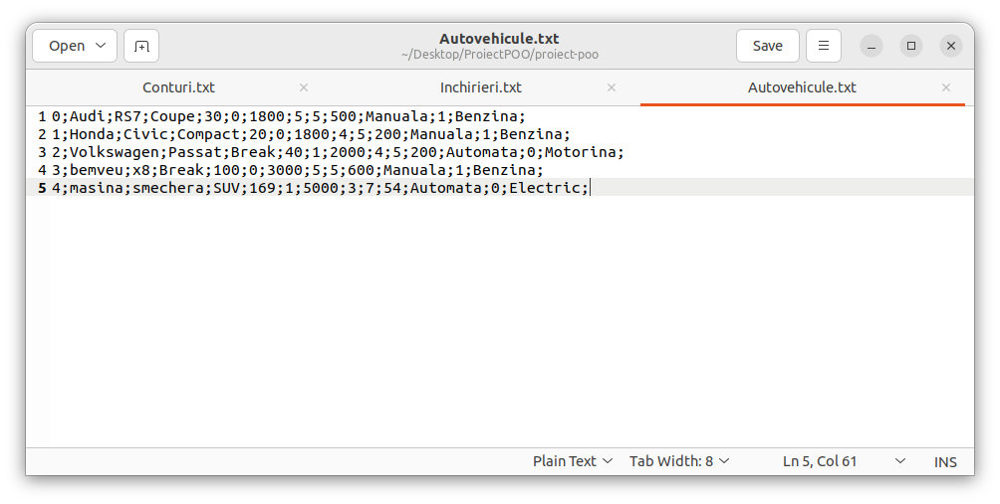 Open
Autovehicule.txt
~/Desktop/ProiectPOO/proiect-poo
Save
Conturi.txt
Inchirieri.txt
Autovehicule.txt
1 0;Audi;RS7;Coupe;30;0;1800;5;5;500;Manuala;1;Benzina;
2 1;Honda;Civic;Compact;20;0;1800;4;5;200;Manuala;1;Benzina;
3 2;Volkswagen;Passat;Break;40;1;2000;4;5;200;Automata;0;Motorina;
4 3;bemveu;x8;Break;100;0;3000;5;5;600;Manuala;1;Benzina;
5 4;masina;smechera;SUV;169;1;5000;3;7;54;Automata;0;Electric;
Plain Text
Tab Width: 8
Ln 5, Col 61
INS